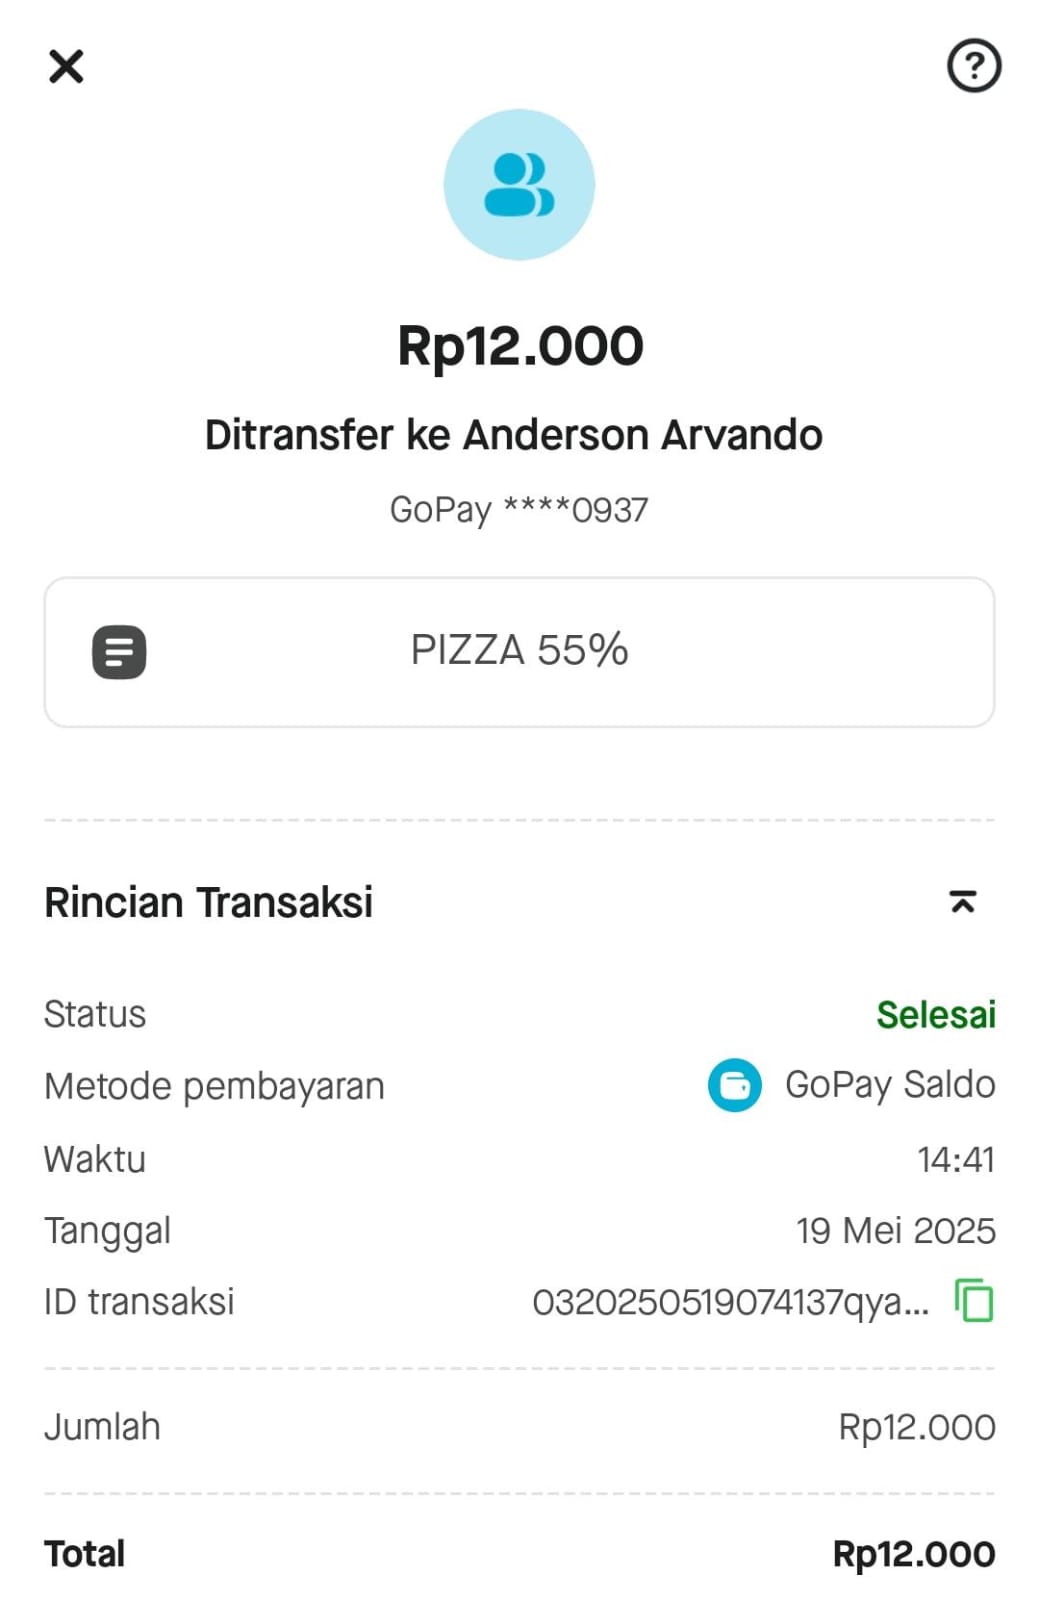 Rp12.000
Ditransfer ke Anderson Arvando
GoPay ****0937
PIZZA 55%
Rincian Transaksi
Status Selesai
Metode pembayaran GoPay Saldo
Waktu 14:41
Tanggal 19 Mei 2025
ID transaksi 0320250519074137qya...
Jumlah Rp12.000
Total Rp12.000